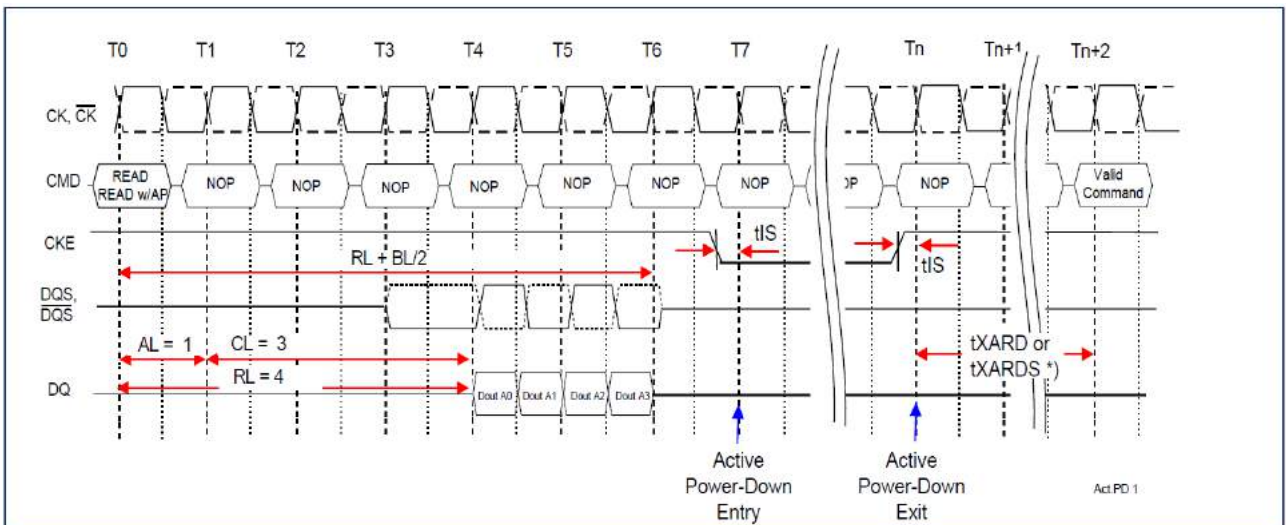 T0 T1 T2 T3 T4 T5 T6 T7 Tn Tn+1 Tn+2
CK, CK
CMD READ NOP NOP NOP NOP NOP NOP NOP OP NOP Valid
READ w/AP Command
CKE tIS tIS
RL + BL/2
DQS,
DQS
AL = 1 CL = 3 tXARD or
RL = 4 tXARDS *)
DQ Dout A0 Dout A1 Dout A2 Dout A3
Active Active
Power-Down Power-Down Act.PD 1
Entry Exit